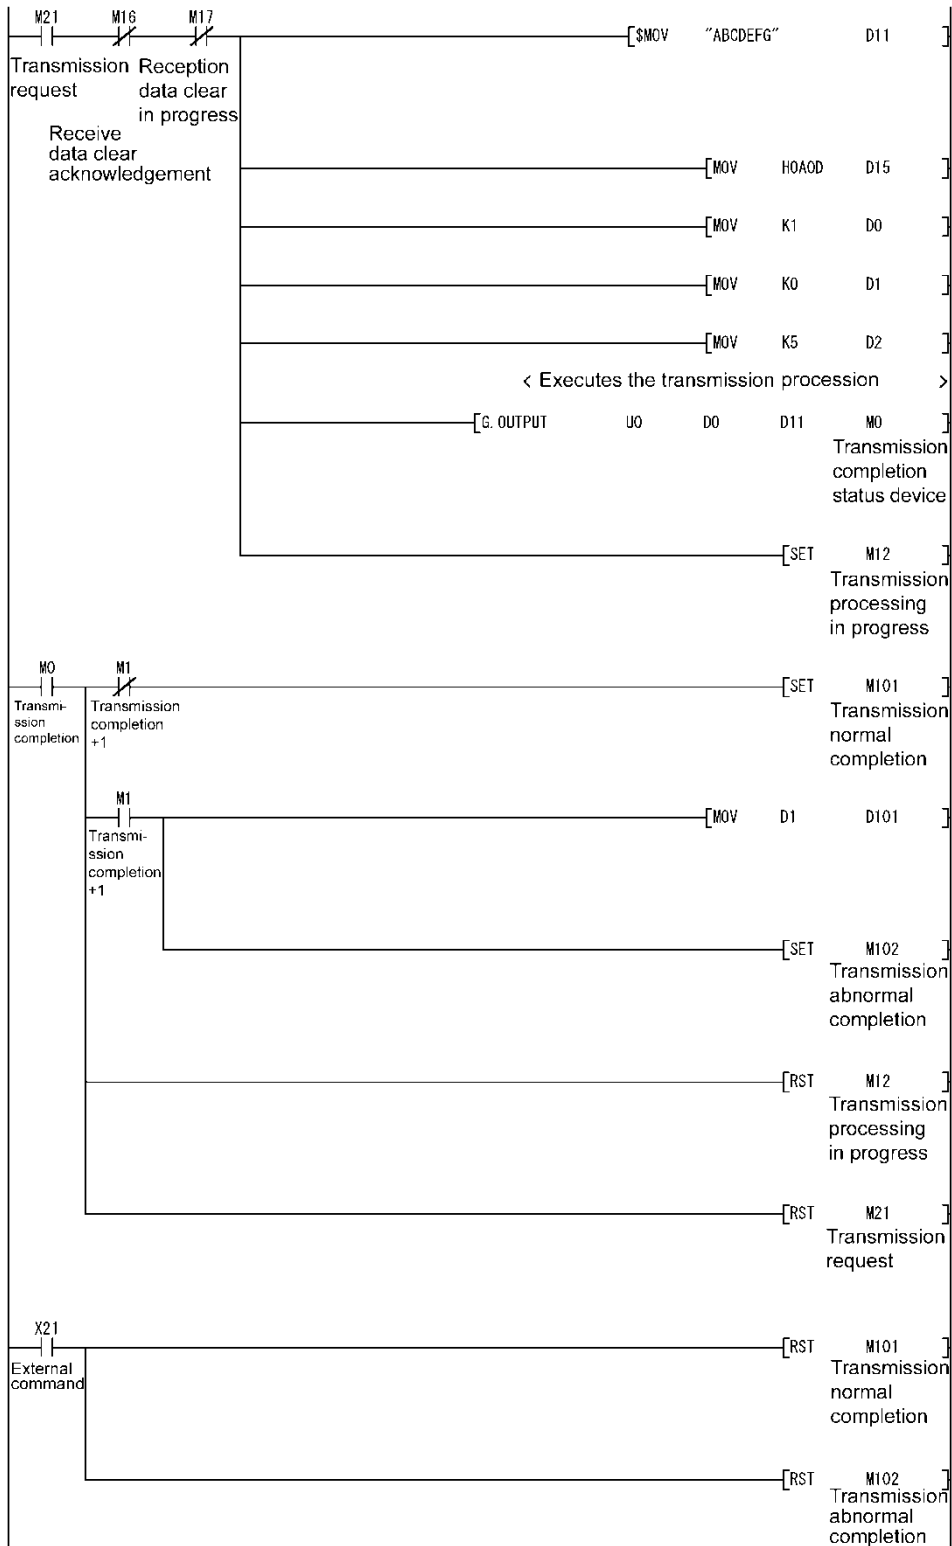 M21 M16 M17
[$MOV "ABCDEFG" D11 ]
Transmission
request
Reception
data clear
in progress
Receive
data clear
acknowledgement
[MOV H0A0D D15 ]
[MOV K1 D0 ]
[MOV K0 D1 ]
[MOV K5 D2 ]
< Executes the transmission procession >
[G. OUTPUT U0 D0 D11 M0 ]
Transmission
completion
status device
[SET M12 ]
Transmission
processing
in progress
M0 M1
[SET M101 ]
Transmi-
ssion
completion
Transmission
completion
+1
Transmission
normal
completion
M1
[MOV D1 D101 ]
Transmi-
ssion
completion
+1
[SET M102 ]
Transmission
abnormal
completion
[RST M12 ]
Transmission
processing
in progress
[RST M21 ]
Transmission
request
X21
[RST M101 ]
External
command
Transmission
normal
completion
[RST M102 ]
Transmission
abnormal
completion